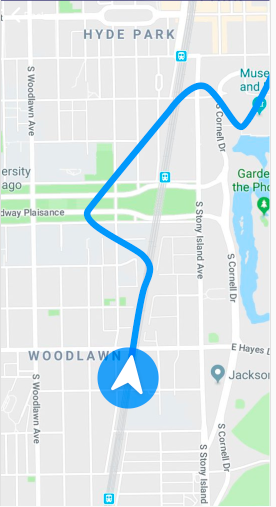 HYDE PARK
Muse
and
S Woodlawn Ave
S Cornell Dr
ersity
ago
Garde
the Pho
dway Plaisance
S Stony Island Ave
S Cornell Dr
WOODLAWN
E Hayes
Jackson
S Woodlawn Ave
S Stony Island
S Cornell Dr